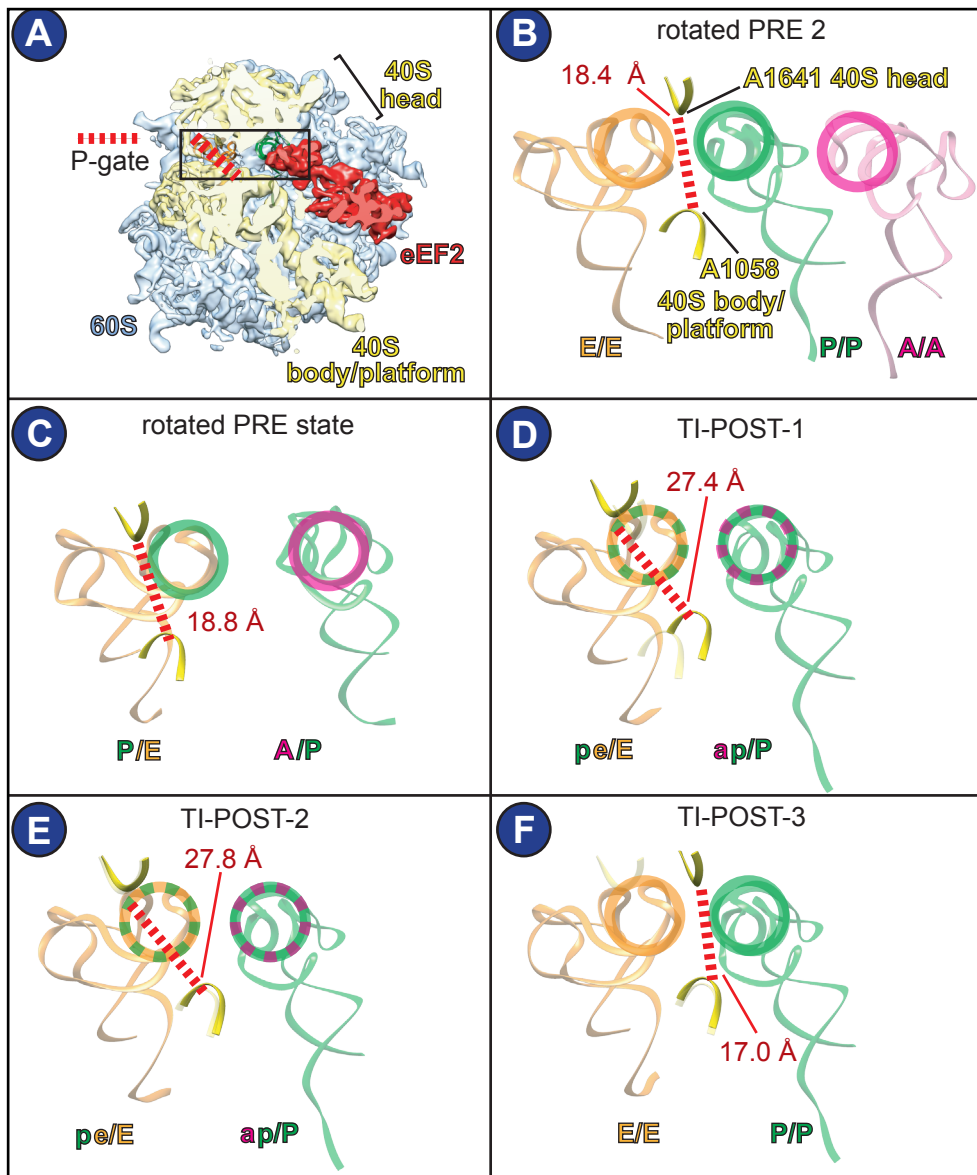 A
40S
head
P-gate
eEF2
60S
40S
body/platform
B
rotated PRE 2
18.4 Å
A1641 40S head
A1058
40S body/
platform
E/E
P/P
A/A
C
rotated PRE state
18.8 Å
P/E
A/P
D
TI-POST-1
27.4 Å
pe/E
ap/P
E
TI-POST-2
27.8 Å
pe/E
ap/P
F
TI-POST-3
17.0 Å
E/E
P/P